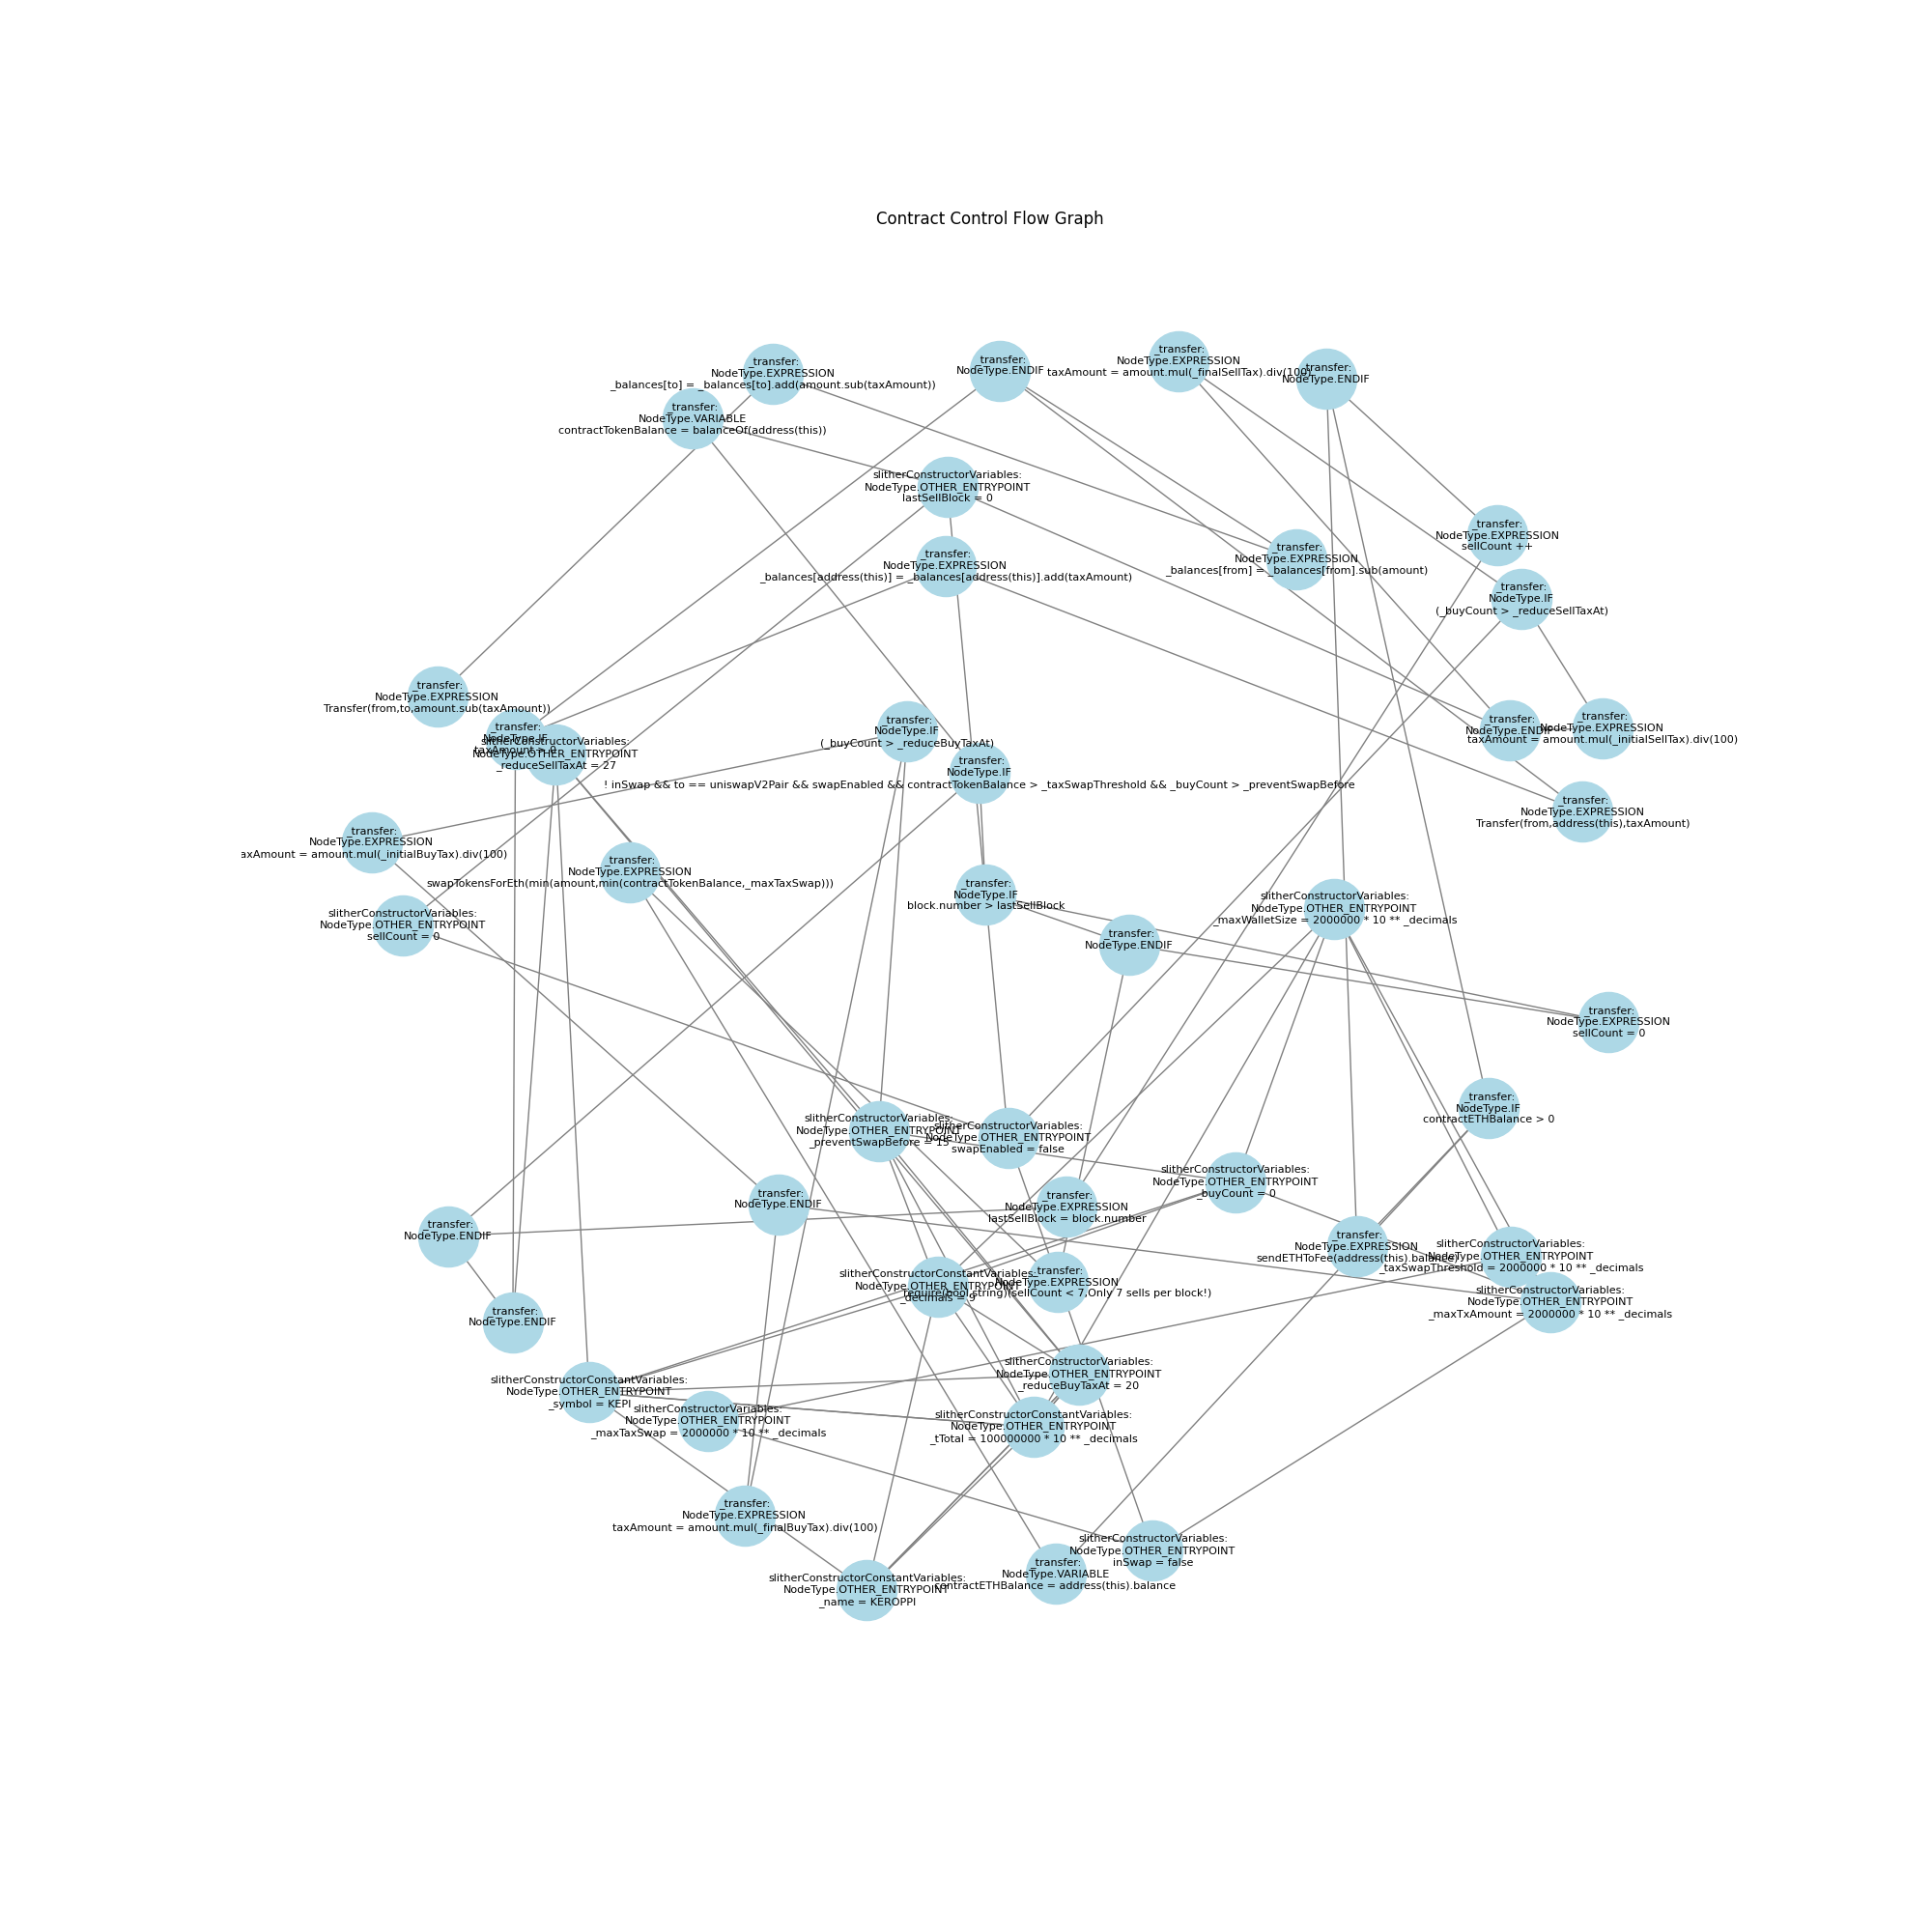 Contract Control Flow Graph
_transfer:
NodeType.EXPRESSION
taxAmount = amount.mul(_finalSellTax).div(100)
_transfer:
NodeType.EXPRESSION
_balances[to] = _balances[to].add(amount.sub(taxAmount))
_transfer:
NodeType.ENDIF
_transfer:
NodeType.ENDIF
_transfer:
NodeType.VARIABLE
contractTokenBalance = balanceOf(address(this))
slitherConstructorVariables:
NodeType.OTHER_ENTRYPOINT
lastSellBlock = 0
_transfer:
NodeType.EXPRESSION
sellCount ++
_transfer:
NodeType.EXPRESSION
_balances[from] = _balances[from].sub(amount)
_transfer:
NodeType.EXPRESSION
_balances[address(this)] = _balances[address(this)].add(taxAmount)
_transfer:
NodeType.IF
(_buyCount > _reduceSellTaxAt)
_transfer:
NodeType.EXPRESSION
Transfer(from,to,amount.sub(taxAmount))
_transfer:
NodeType.IF
taxAmount > 0
slitherConstructorVariables:
NodeType.OTHER_ENTRYPOINT
_reduceSellTaxAt = 27
_transfer:
NodeType.IF
(_buyCount > _reduceBuyTaxAt)
_transfer:
NodeType.ENDIF
_transfer:
NodeType.EXPRESSION
taxAmount = amount.mul(_initialSellTax).div(100)
_transfer:
NodeType.IF
! inSwap && to == uniswapV2Pair && swapEnabled && contractTokenBalance > _taxSwapThreshold && _buyCount > _preventSwapBefore
_transfer:
NodeType.EXPRESSION
Transfer(from,address(this),taxAmount)
_transfer:
NodeType.EXPRESSION
axAmount = amount.mul(_initialBuyTax).div(100)
_transfer:
NodeType.EXPRESSION
swapTokensForEth(min(amount,min(contractTokenBalance,_maxTaxSwap)))
_transfer:
NodeType.IF
block.number > lastSellBlock
slitherConstructorVariables:
NodeType.OTHER_ENTRYPOINT
_maxWalletSize = 2000000 * 10 ** _decimals
slitherConstructorVariables:
NodeType.OTHER_ENTRYPOINT
sellCount = 0
_transfer:
NodeType.ENDIF
_transfer:
NodeType.EXPRESSION
sellCount = 0
_transfer:
NodeType.IF
contractETHBalance > 0
slitherConstructorVariables:
NodeType.OTHER_ENTRYPOINT
_preventSwapBefore = 15
slitherConstructorVariables:
NodeType.OTHER_ENTRYPOINT
swapEnabled = false
slitherConstructorVariables:
NodeType.OTHER_ENTRYPOINT
_buyCount = 0
_transfer:
NodeType.ENDIF
_transfer:
NodeType.EXPRESSION
lastSellBlock = block.number
_transfer:
NodeType.ENDIF
_transfer:
NodeType.EXPRESSION
sendETHToFee(address(this).balance)
slitherConstructorVariables:
NodeType.OTHER_ENTRYPOINT
_taxSwapThreshold = 2000000 * 10 ** _decimals
slitherConstructorConstantVariables:
NodeType.OTHER_ENTRYPOINT
_decimals = 9
_transfer:
NodeType.EXPRESSION
require(bool,string)(sellCount < 7,Only 7 sells per block!)
slitherConstructorVariables:
NodeType.OTHER_ENTRYPOINT
_maxTxAmount = 2000000 * 10 ** _decimals
_transfer:
NodeType.ENDIF
slitherConstructorVariables:
NodeType.OTHER_ENTRYPOINT
_reduceBuyTaxAt = 20
slitherConstructorConstantVariables:
NodeType.OTHER_ENTRYPOINT
_symbol = KEPI
slitherConstructorVariables:
NodeType.OTHER_ENTRYPOINT
_maxTaxSwap = 2000000 * 10 ** _decimals
slitherConstructorConstantVariables:
NodeType.OTHER_ENTRYPOINT
_tTotal = 100000000 * 10 ** _decimals
_transfer:
NodeType.EXPRESSION
taxAmount = amount.mul(_finalBuyTax).div(100)
slitherConstructorVariables:
NodeType.OTHER_ENTRYPOINT
inSwap = false
_transfer:
NodeType.VARIABLE
contractETHBalance = address(this).balance
slitherConstructorConstantVariables:
NodeType.OTHER_ENTRYPOINT
_name = KEROPPI